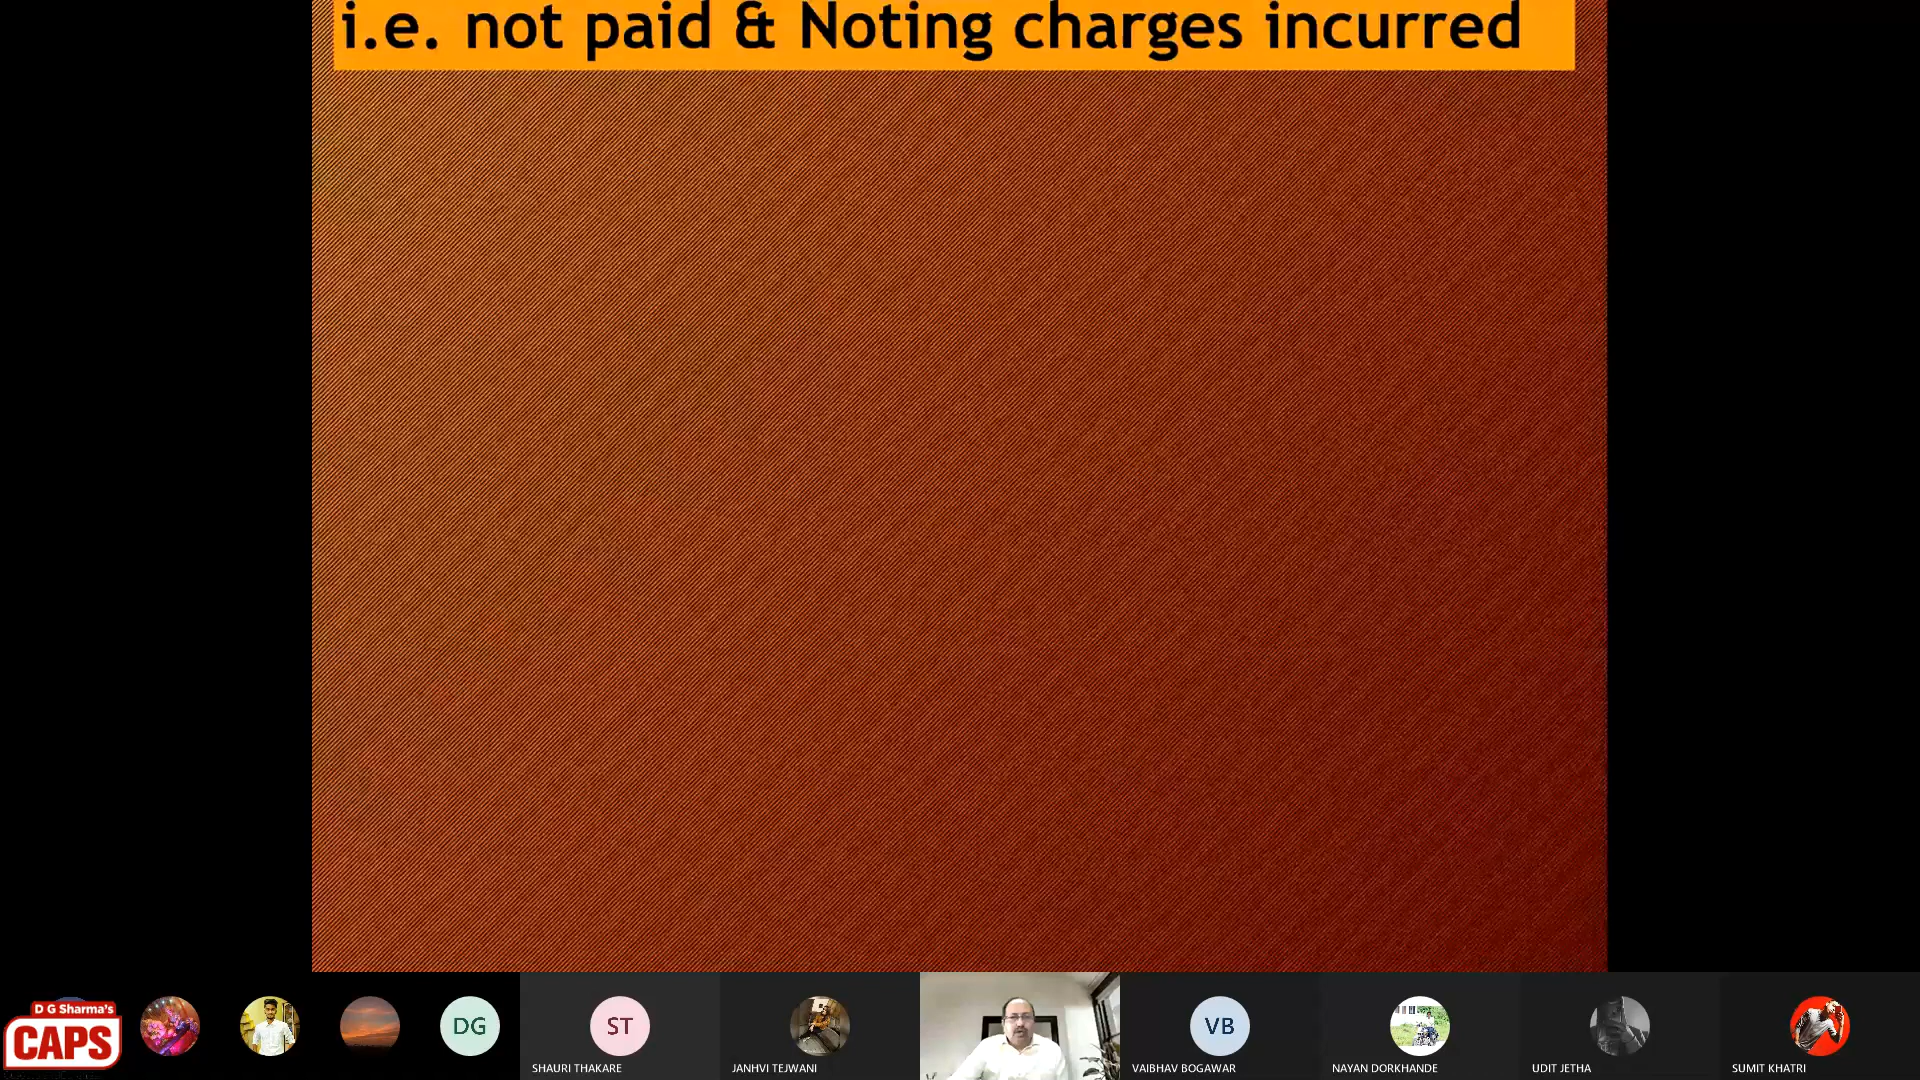 i.e. not paid & Noting charges incurred
D G Sharma's
CAPS
DG
ST
VB
SHAURI THAKARE
JANHVI TEJWANI
VAIBHAV BOGAWAR
NAYAN DORKHANDE
UDIT JETHA
SUMIT KHATRI